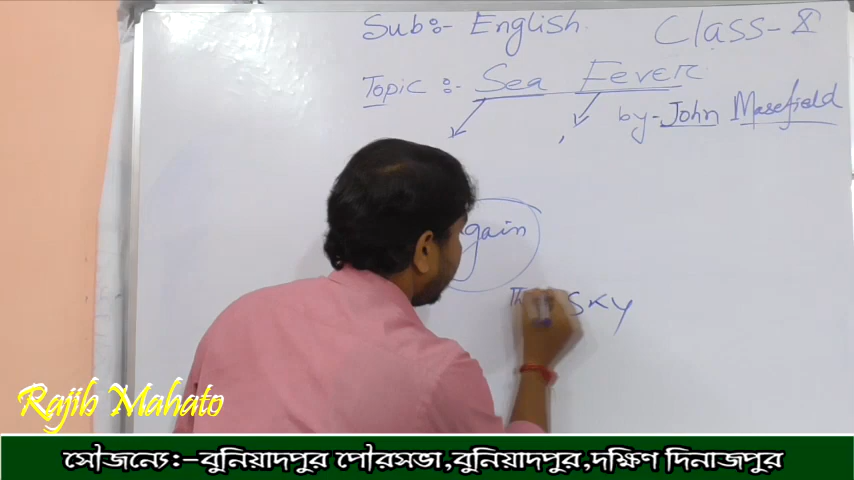 Sub:- English.
Class-X
Topic :- Sea Fever
by-John Masefield
gain
Th SKY
Rajib Mahato
সৌজন্যে:-বুনিয়াদপুর পৌরসভা,বুনিয়াদপুর,দক্ষিণ দিনাজপুর